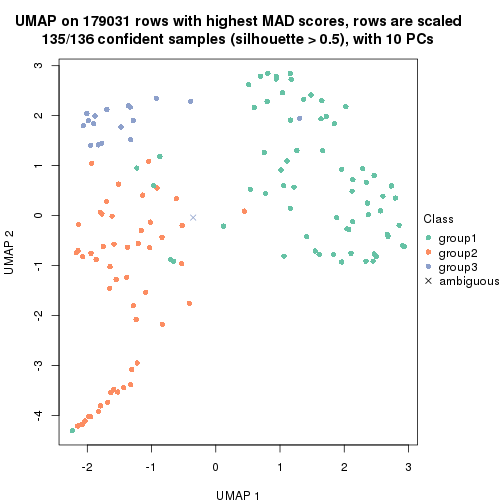 UMAP on 179031 rows with highest MAD scores, rows are scaled
135/136 confident samples (silhouette > 0.5), with 10 PCs
3
2
1
0
-1
-2
-3
-4
UMAP 2
-2
-1
0
1
2
3
UMAP 1
Class
group1
group2
group3
ambiguous